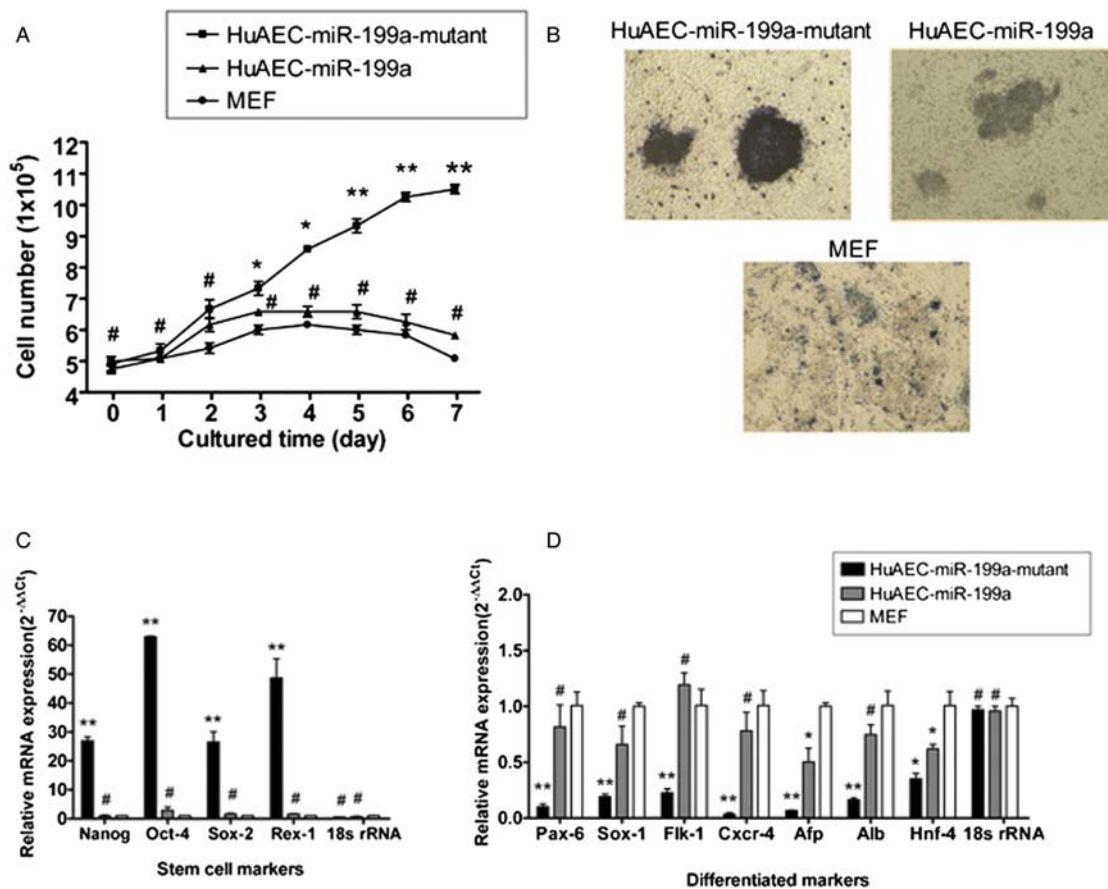 A
HuAEC-miR-199a-mutant
HuAEC-miR-199a
MEF
12
11
10
9
8
7
6
5
4
Cell number (1x10⁵)
# # # * * ** ** **
# # # # #
0 1 2 3 4 5 6 7
Cultured time (day)
B
HuAEC-miR-199a-mutant HuAEC-miR-199a
MEF
C
Relative mRNA expression(2^-ΔΔCt)
70
60
50
40
30
20
10
0
** ** ** **
# # # # # #
Nanog Oct-4 Sox-2 Rex-1 18s rRNA
Stem cell markers
D
HuAEC-miR-199a-mutant
HuAEC-miR-199a
MEF
Relative mRNA expression(2^-ΔΔCt)
2.0
1.5
1.0
0.5
0.0
** # ** # ** # ** # ** * ** # * * # #
Pax-6 Sox-1 Flk-1 Cxcr-4 Afp Alb Hnf-4 18s rRNA
Differentiated markers